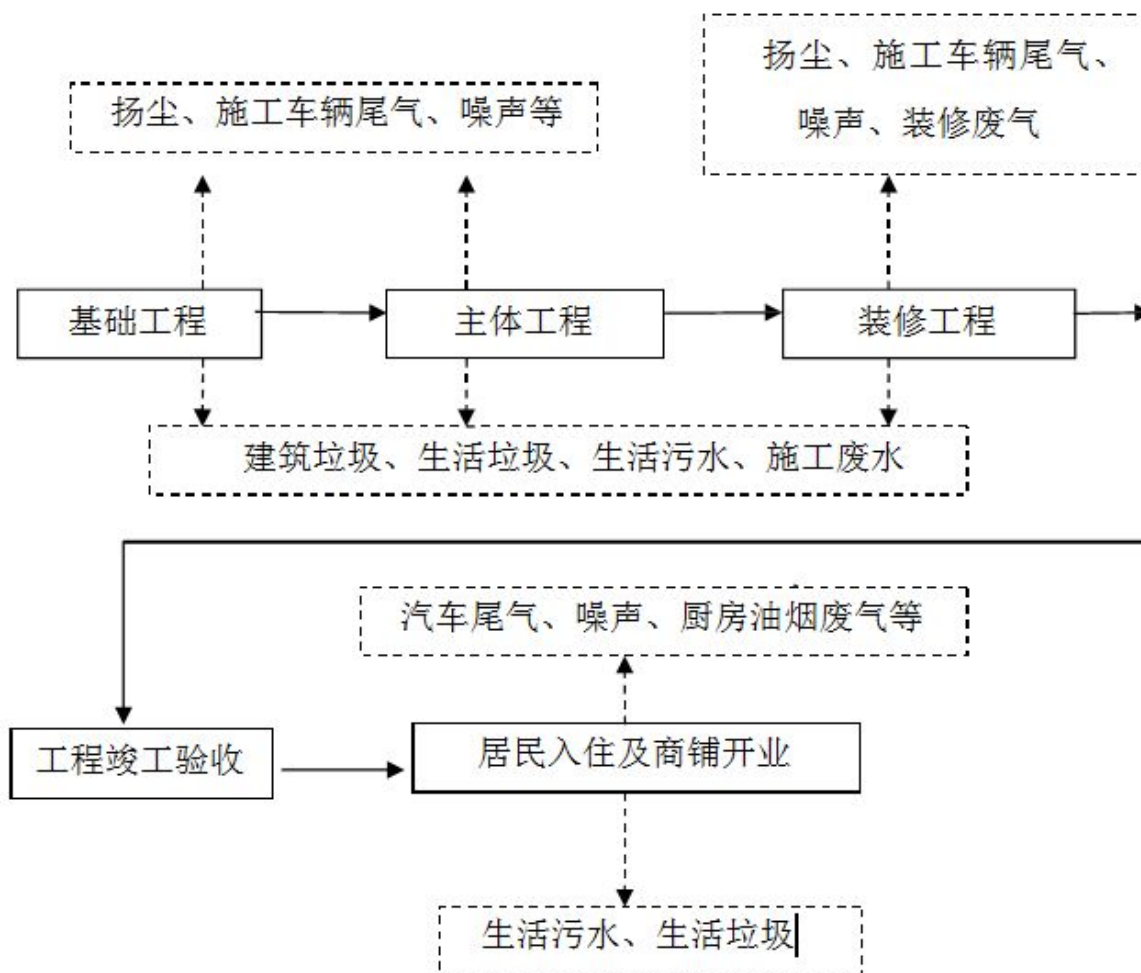 扬尘、施工车辆尾气、
噪声、装修废气
扬尘、施工车辆尾气、噪声等
基础工程
主体工程
装修工程
建筑垃圾、生活垃圾、生活污水、施工废水
汽车尾气、噪声、厨房油烟废气等
工程竣工验收
居民入住及商铺开业
生活污水、生活垃圾